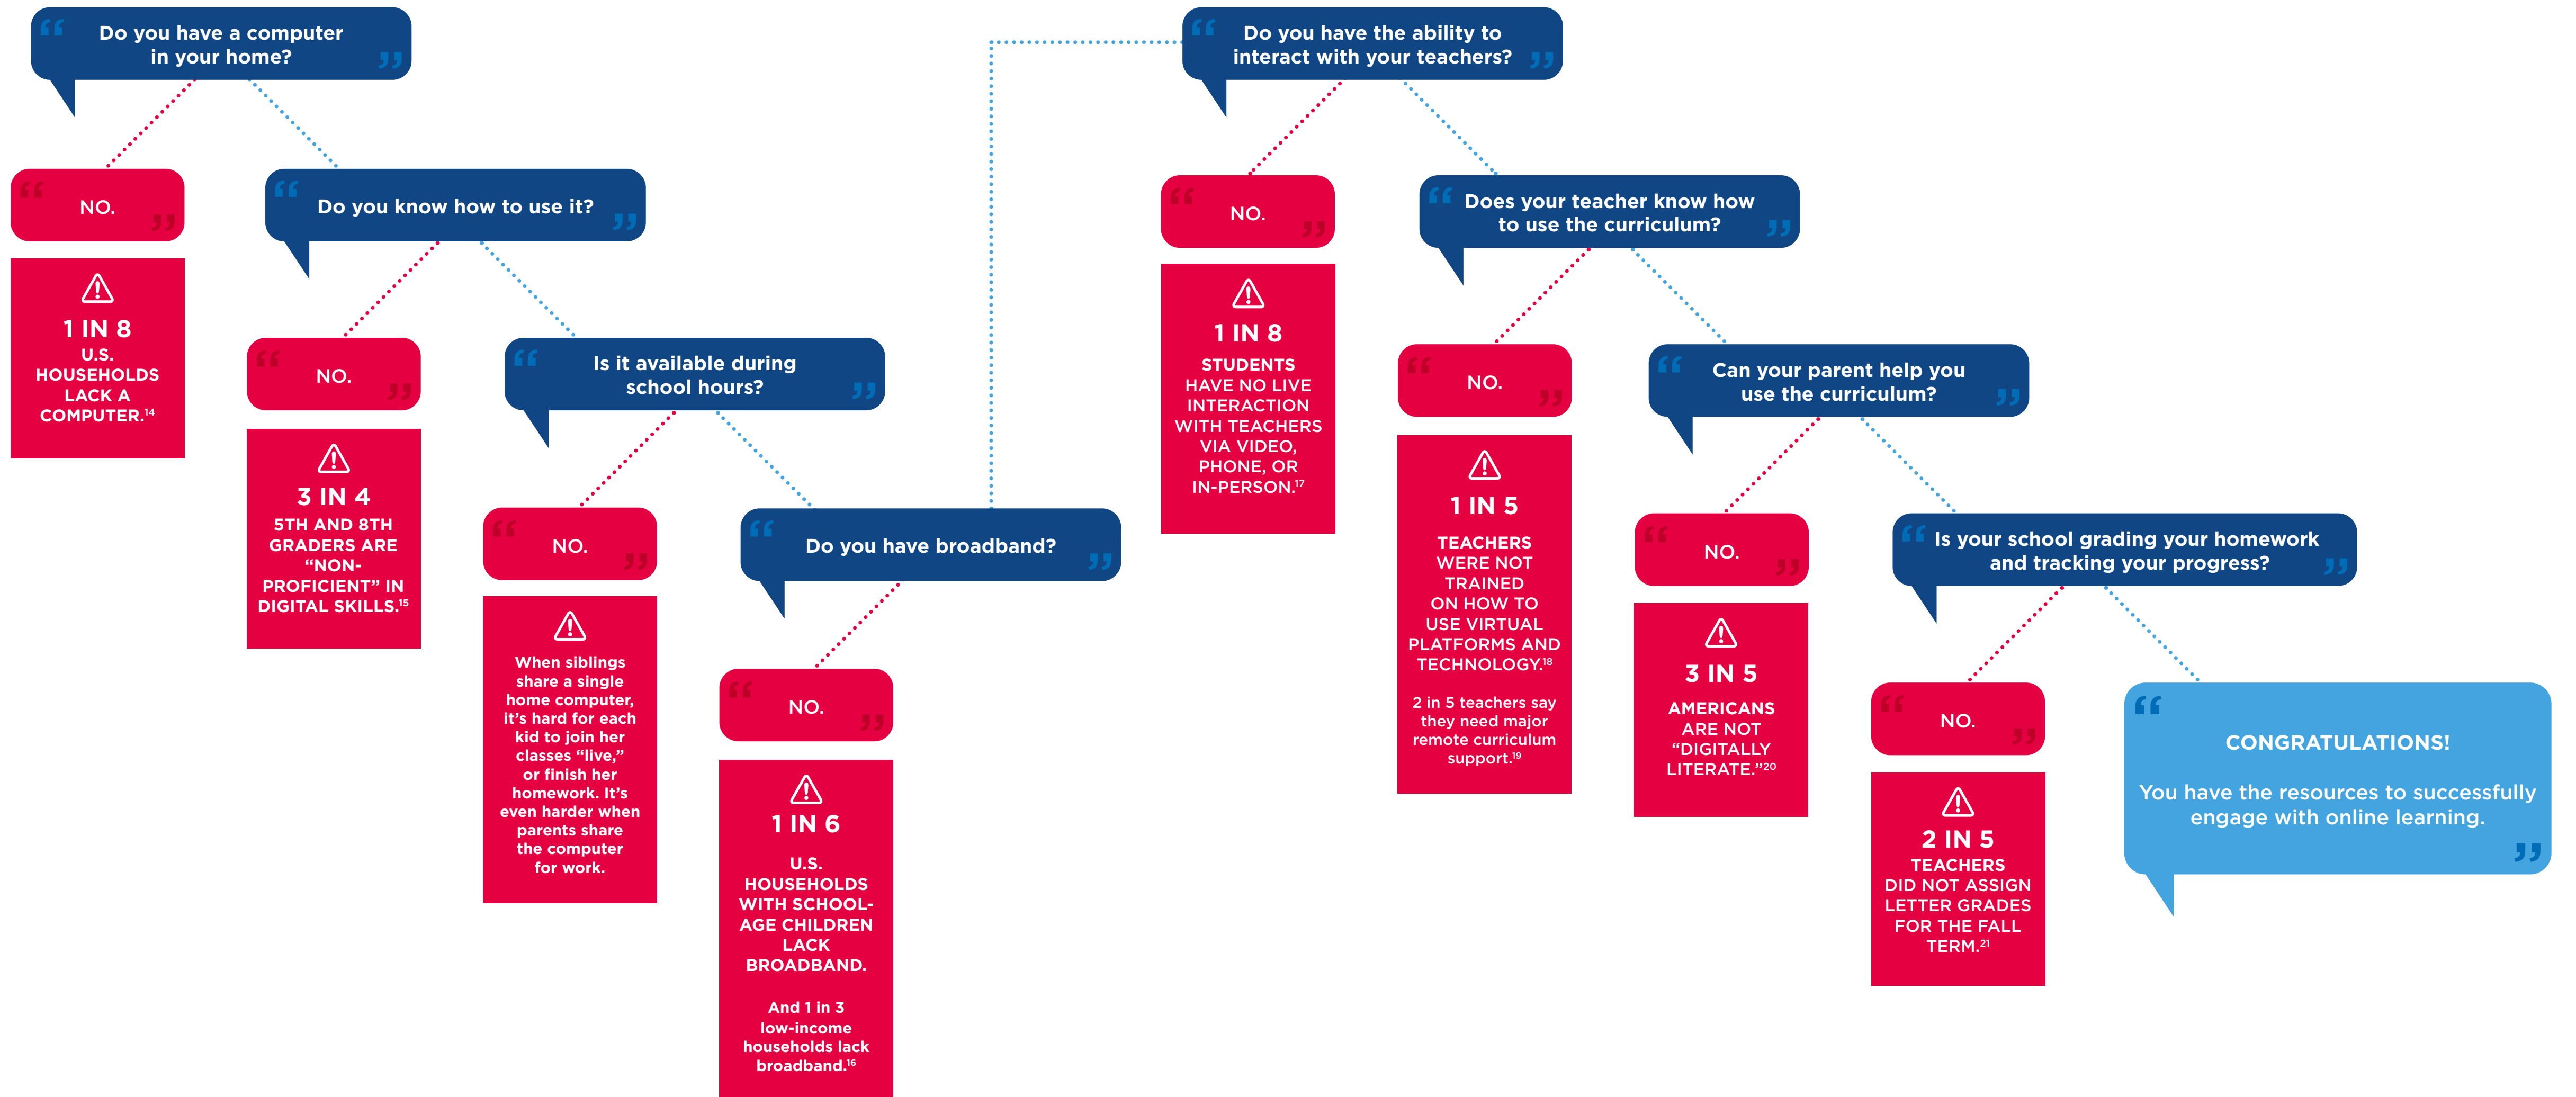 “ Do you have a computer
in your home? ”
“ NO. ”
1 IN 8
U.S.
HOUSEHOLDS
LACK A
COMPUTER.14
“ Do you know how to use it? ”
“ NO. ”
3 IN 4
5TH AND 8TH
GRADERS ARE
“NON-
PROFICIENT” IN
DIGITAL SKILLS.15
“ Is it available during
school hours? ”
“ NO. ”
When siblings
share a single
home computer,
it’s hard for each
kid to join her
classes “live,”
or finish her
homework. It’s
even harder when
parents share
the computer
for work.
“ Do you have broadband? ”
“ NO. ”
1 IN 6
U.S.
HOUSEHOLDS
WITH SCHOOL-
AGE CHILDREN
LACK
BROADBAND.
And 1 in 3
low-income
households lack
broadband.16
“ Do you have the ability to
interact with your teachers? ”
“ NO. ”
1 IN 8
STUDENTS
HAVE NO LIVE
INTERACTION
WITH TEACHERS
VIA VIDEO,
PHONE, OR
IN-PERSON.17
“ Does your teacher know how
to use the curriculum? ”
“ NO. ”
1 IN 5
TEACHERS
WERE NOT
TRAINED
ON HOW TO
USE VIRTUAL
PLATFORMS AND
TECHNOLOGY.18
2 in 5 teachers say
they need major
remote curriculum
support.19
“ Can your parent help you
use the curriculum? ”
“ NO. ”
3 IN 5
AMERICANS
ARE NOT
“DIGITALLY
LITERATE.”20
“ Is your school grading your homework
and tracking your progress? ”
“ NO. ”
2 IN 5
TEACHERS
DID NOT ASSIGN
LETTER GRADES
FOR THE FALL
TERM.21
“ CONGRATULATIONS!
You have the resources to successfully
engage with online learning. ”